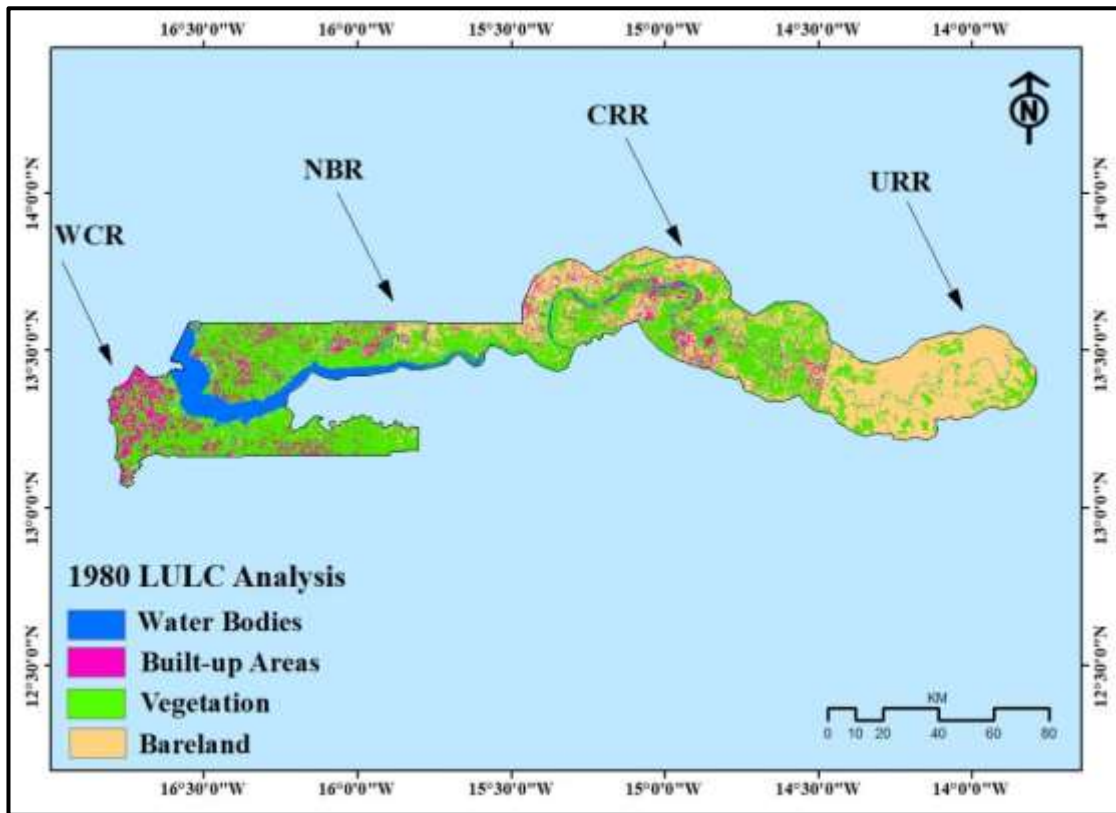 16°30'0"W 16°0'0"W 15°30'0"W 15°0'0"W 14°30'0"W 14°0'0"W
N
CRR
NBR
URR
WCR
14°0'0"N 14°0'0"N
13°30'0"N 13°30'0"N
13°0'0"N 13°0'0"N
12°30'0"N 12°30'0"N
1980 LULC Analysis
Water Bodies
Built-up Areas
Vegetation
Bareland
KM
0 10 20 40 60 80
16°30'0"W 16°0'0"W 15°30'0"W 15°0'0"W 14°30'0"W 14°0'0"W